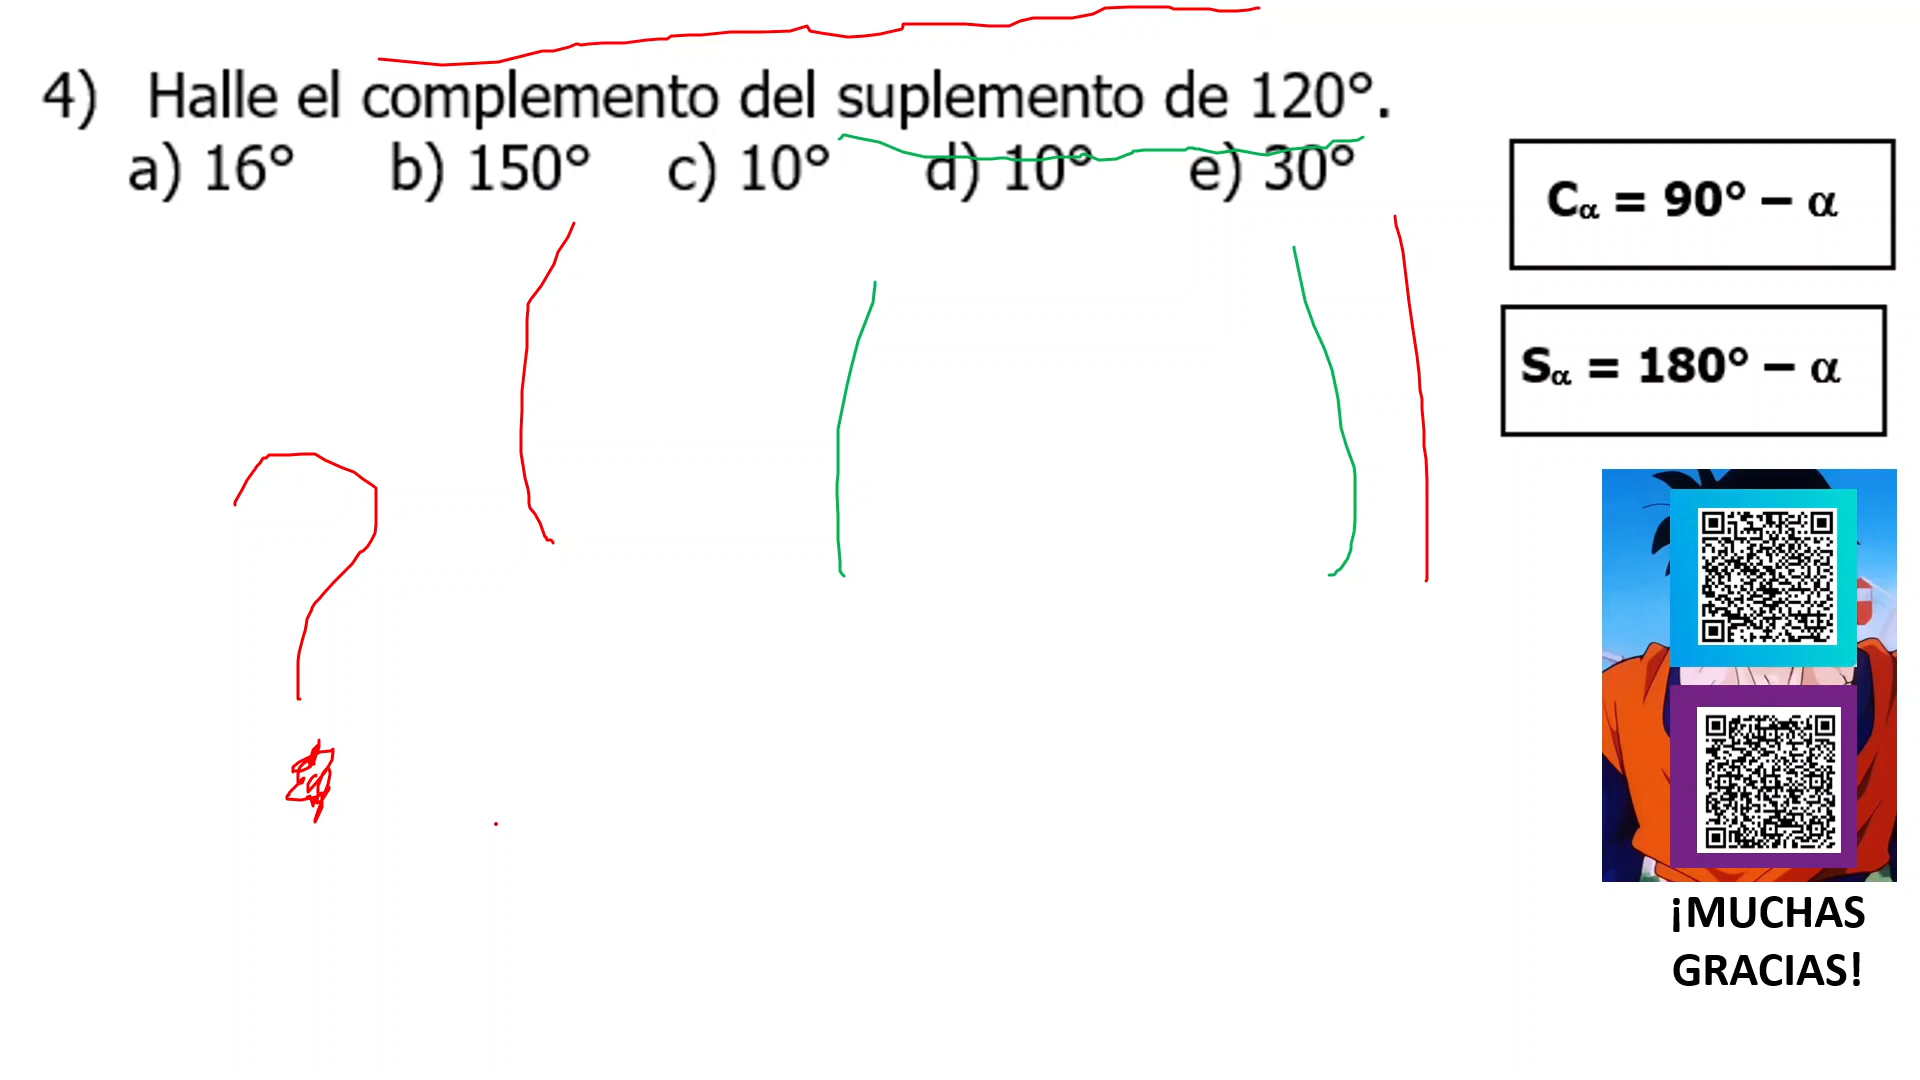 4) Halle el complemento del suplemento de 120°.
a) 16° b) 150° c) 10° d) 10° e) 30°
Cα = 90° – α
Sα = 180° – α
?
¡MUCHAS
GRACIAS!